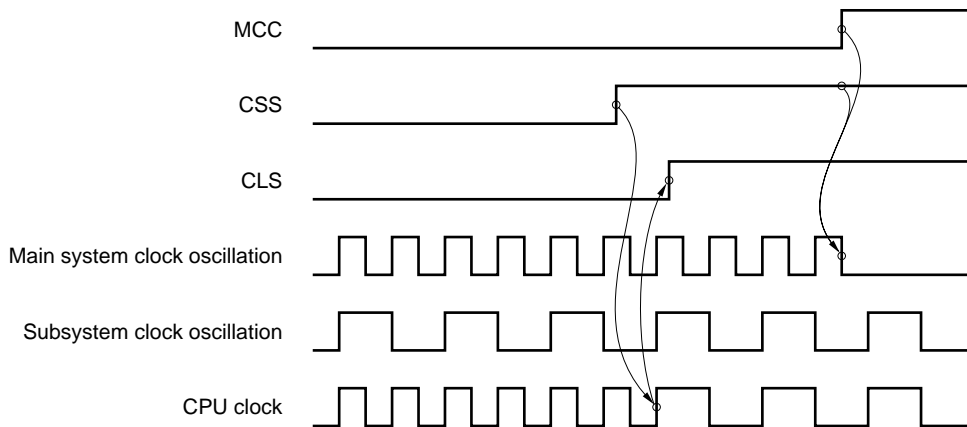 MCC
CSS
CLS
Main system clock oscillation
Subsystem clock oscillation
CPU clock